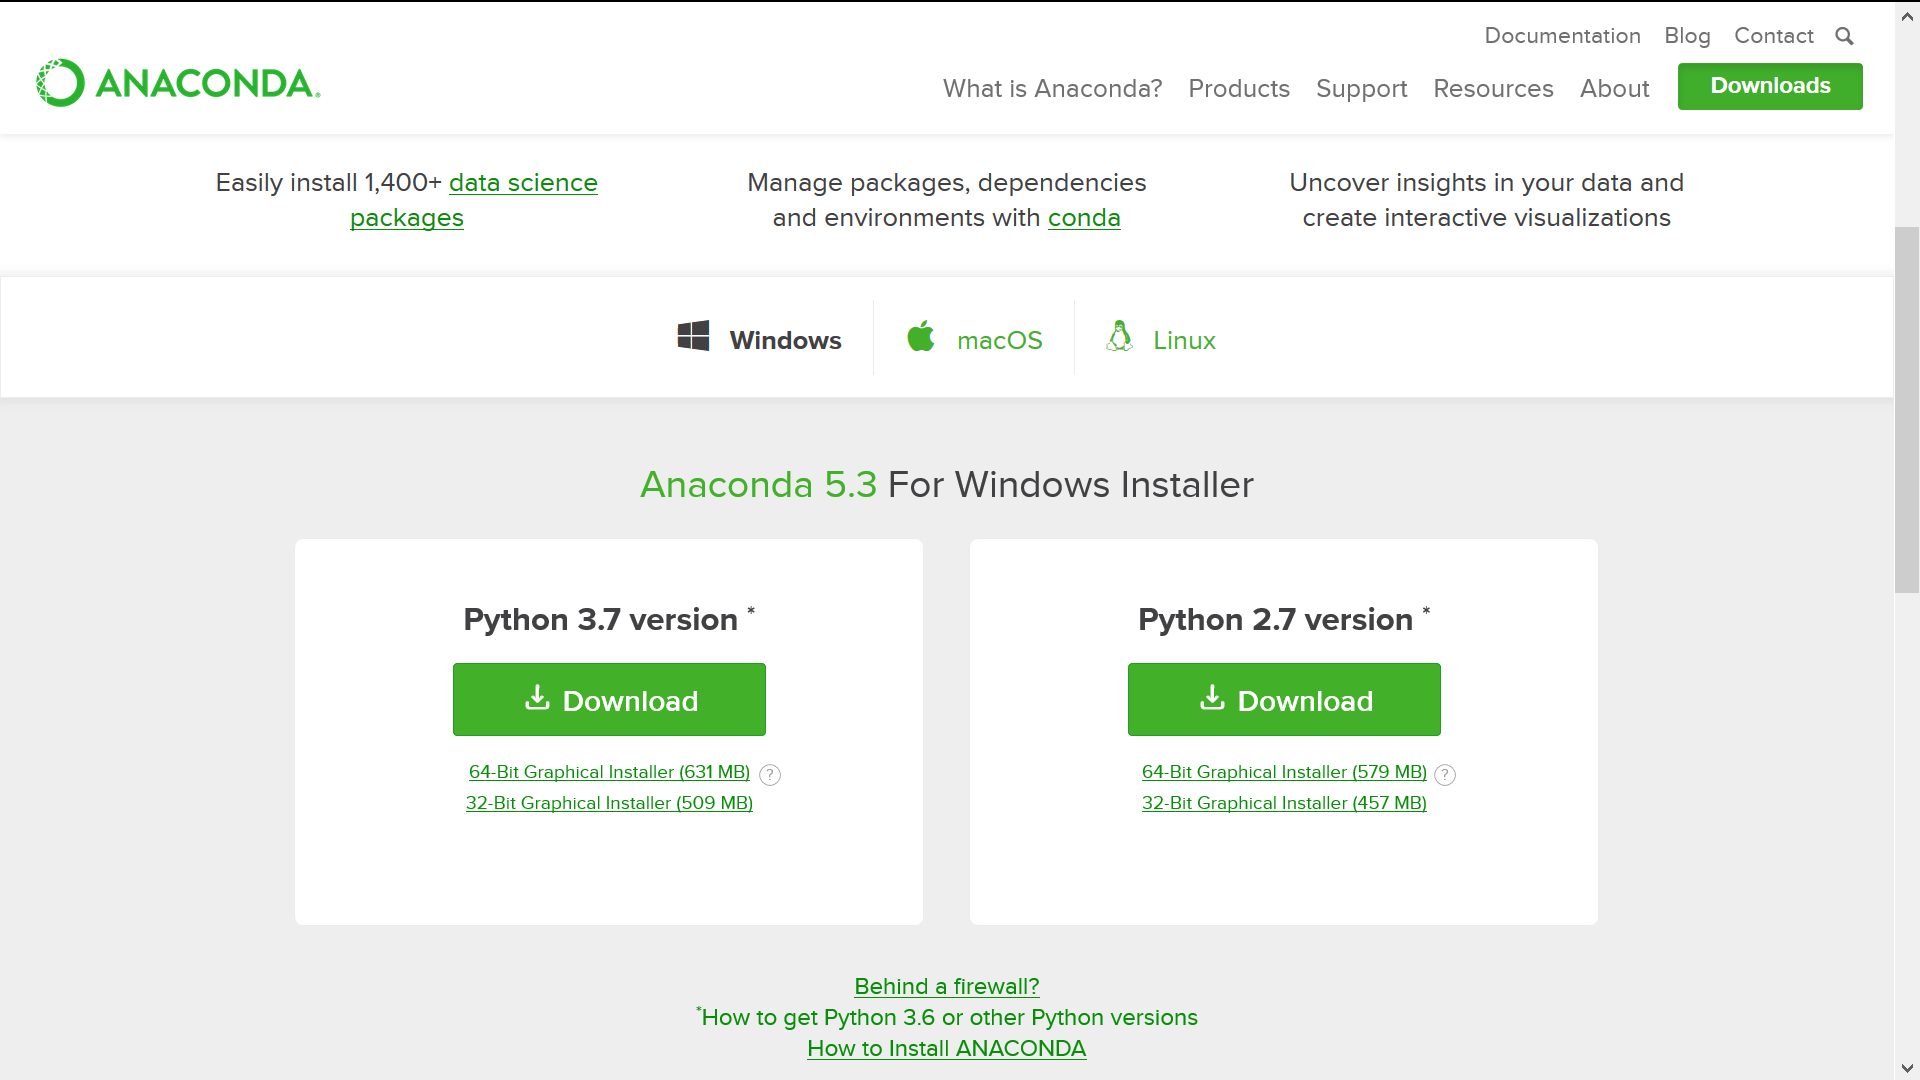 Documentation Blog Contact
ANACONDA.
What is Anaconda? Products Support Resources About Downloads
Easily install 1,400+ data science
packages
Manage packages, dependencies
and environments with conda
Uncover insights in your data and
create interactive visualizations
Windows macOS Linux
Anaconda 5.3 For Windows Installer
Python 3.7 version *
Download
64-Bit Graphical Installer (631 MB) ?
32-Bit Graphical Installer (509 MB)
Python 2.7 version *
Download
64-Bit Graphical Installer (579 MB) ?
32-Bit Graphical Installer (457 MB)
Behind a firewall?
*How to get Python 3.6 or other Python versions
How to Install ANACONDA